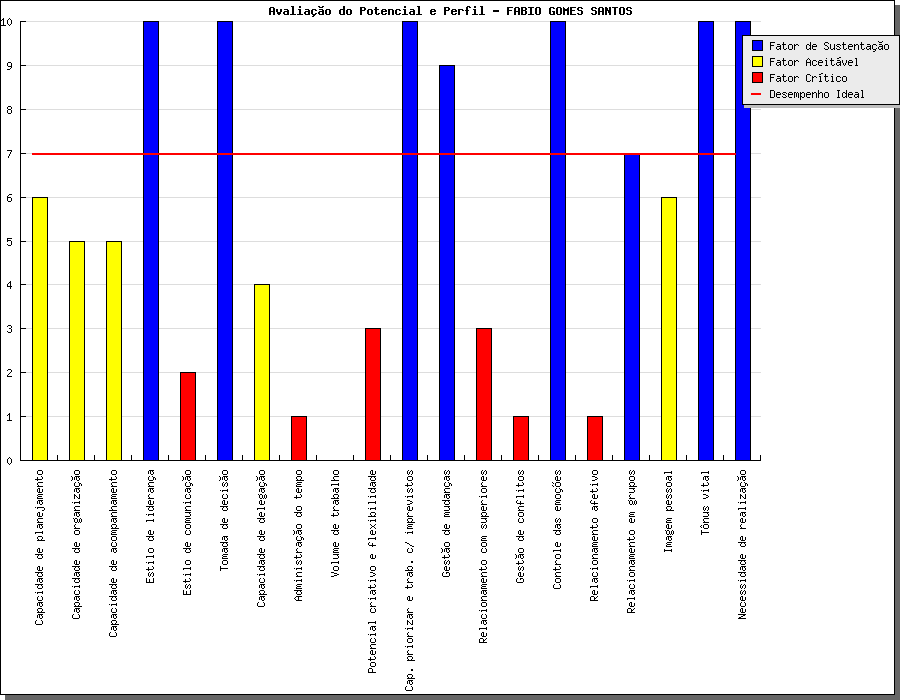 Avaliação do Potencial e Perfil - FABIO GOMES SANTOS
Fator de Sustentação
Fator Aceitável
Fator Crítico
Desempenho Ideal
10
9
8
7
6
5
4
3
2
1
0
Capacidade de planejamento
Capacidade de organização
Capacidade de acompanhamento
Estilo de liderança
Estilo de comunicação
Tomada de decisão
Capacidade de delegação
Administração do tempo
Volume de trabalho
Potencial criativo e flexibilidade
Cap. priorizar e trab. c/ imprevistos
Gestão de mudanças
Relacionamento com superiores
Gestão de conflitos
Controle das emoções
Relacionamento afetivo
Relacionamento em grupos
Imagem pessoal
Tônus vital
Necessidade de realização